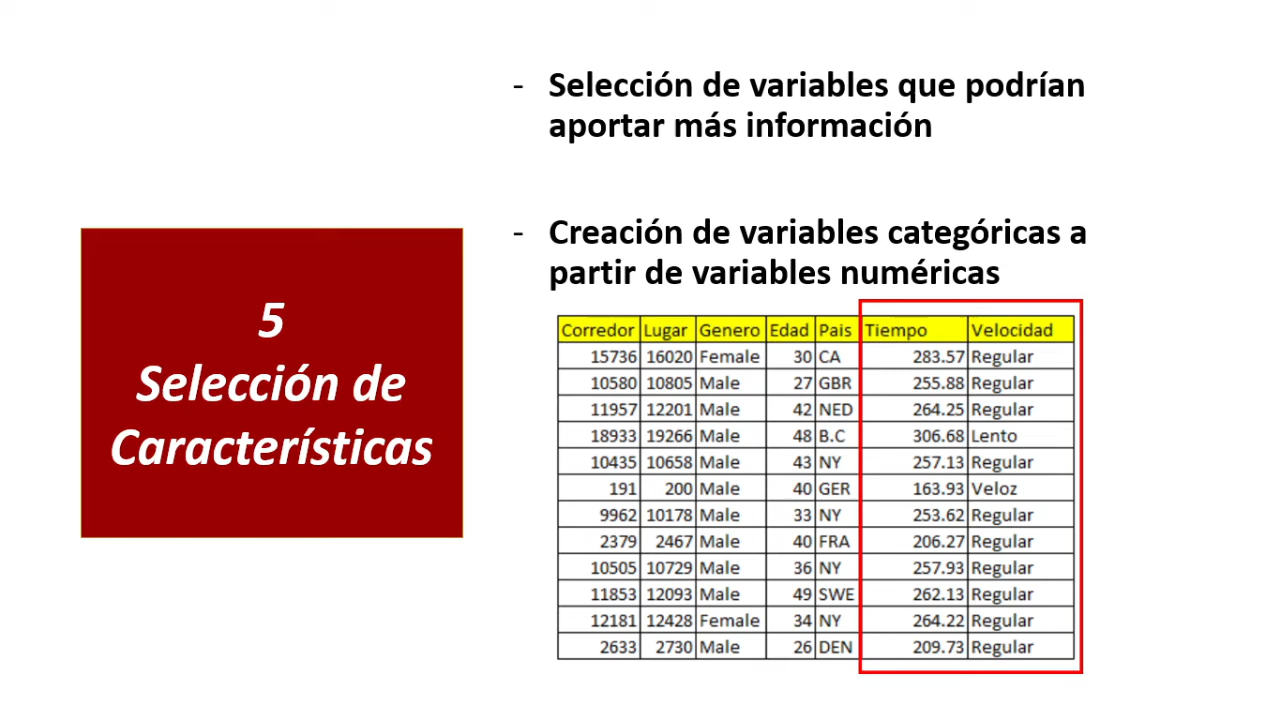 5
Selección de
Características
- Selección de variables que podrían
aportar más información
- Creación de variables categóricas a
partir de variables numéricas
Corredor Lugar Genero Edad Pais Tiempo Velocidad
15736 16020 Female 30 CA 283.57 Regular
10580 10805 Male 27 GBR 255.88 Regular
11957 12201 Male 42 NED 264.25 Regular
18933 19266 Male 48 B.C 306.68 Lento
10435 10658 Male 43 NY 257.13 Regular
191 200 Male 40 GER 163.93 Veloz
9962 10178 Male 33 NY 253.62 Regular
2379 2467 Male 40 FRA 206.27 Regular
10505 10729 Male 36 NY 257.93 Regular
11853 12093 Male 49 SWE 262.13 Regular
12181 12428 Female 34 NY 264.22 Regular
2633 2730 Male 26 DEN 209.73 Regular